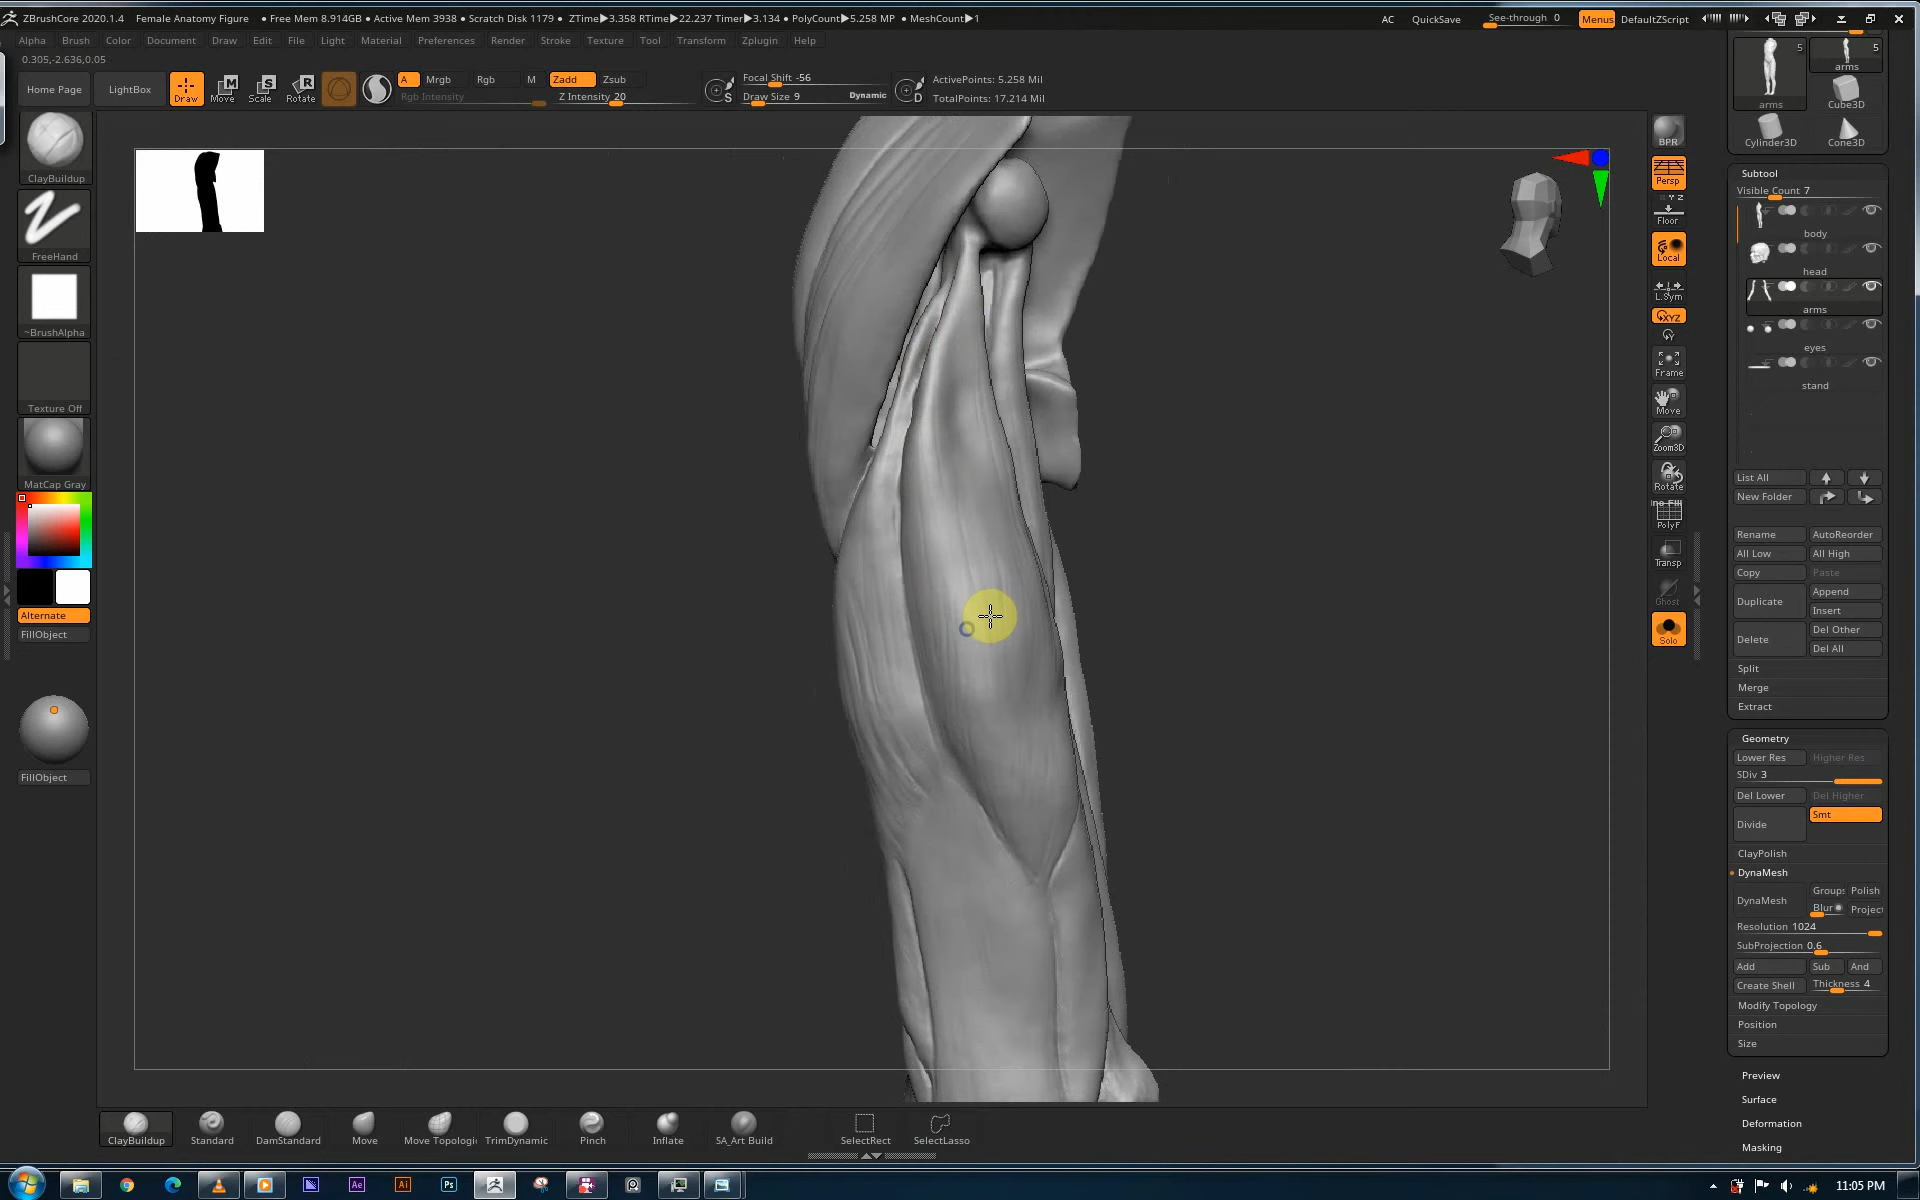 ZBrushCore 2020.1.4 Female Anatomy Figure • Free Mem 8.914GB • Active Mem 3938 • Scratch Disk 1179 • ZTime▶3.358 RTime▶22.237 Timer▶3.134 • PolyCount▶5.258 MP • MeshCount▶1 AC QuickSave See-through 0 Menus DefaultZScript
Alpha Brush Color Document Draw Edit File Light Material Preferences Render Stroke Texture Tool Transform Zplugin Help
0.305,-2.636,0.05
Home Page LightBox Draw Move Scale Rotate A Mrgb Rgb M Zadd Zsub
Rgb Intensity Z Intensity 20
S Focal Shift -56
Draw Size 9 Dynamic
D ActivePoints: 5.258 Mil
TotalPoints: 17.214 Mil
ClayBuildup
FreeHand
~BrushAlpha
Texture Off
MatCap Gray
Alternate
FillObject
FillObject
BPR
Persp
X Y Z
Floor
Local
L.Sym
XYZ
Frame
Move
Zoom3D
Rotate
PolyF
Transp
Ghost
Solo
5
arms
5
arms
Cube3D
Cylinder3D
Cone3D
Subtool
Visible Count 7
body
head
arms
eyes
stand
List All
New Folder
Rename AutoReorder
All Low All High
Copy Paste
Duplicate Append
Insert
Delete Del Other
Del All
Split
Merge
Extract
Geometry
Lower Res Higher Res
SDiv 3
Del Lower Del Higher
Divide Smt
ClayPolish
DynaMesh
DynaMesh Groups Polish
Blur Project
Resolution 1024
SubProjection 0.6
Add Sub And
Create Shell Thickness 4
Modify Topology
Position
Size
Preview
Surface
Deformation
Masking
ClayBuildup Standard DamStandard Move Move Topologi TrimDynamic Pinch Inflate SA_Art Build SelectRect SelectLasso
Ae Ai Ps 11:05 PM